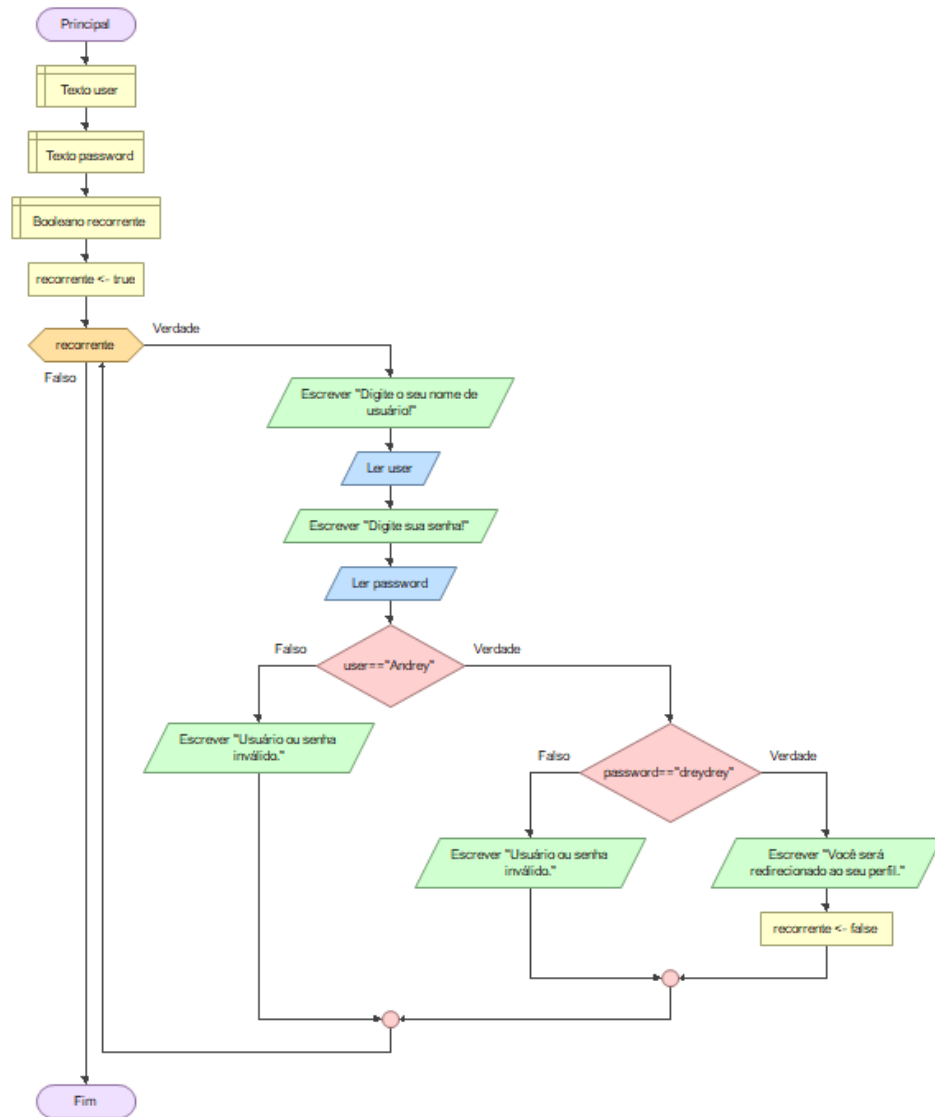 Principal
Texto user
Texto password
Booleano recorrente
recorrente <- true
recorrente
Verdade
Falso
Escrever "Digite o seu nome de
usuário!"
Ler user
Escrever "Digite sua senha!"
Ler password
user=="Andrey"
Falso
Verdade
Escrever "Usuário ou senha
inválido."
password=="dreydrey"
Falso
Verdade
Escrever "Usuário ou senha
inválido."
Escrever "Você será
redirecionado ao seu perfil."
recorrente <- false
Fim